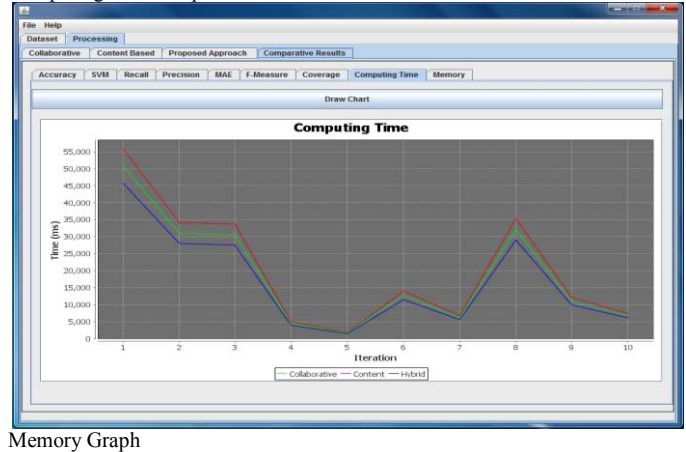 File Help
Dataset Processing
Collaborative Content Based Proposed Approach Comparative Results
Accuracy SVM Recall Precision MAE F-Measure Coverage Computing Time Memory
Draw Chart
Computing Time
55,000
50,000
45,000
40,000
35,000
30,000
25,000
20,000
15,000
10,000
5,000
0
Time (ms)
1 2 3 4 5 6 7 8 9 10
Iteration
Collaborative Content Hybrid
Memory Graph